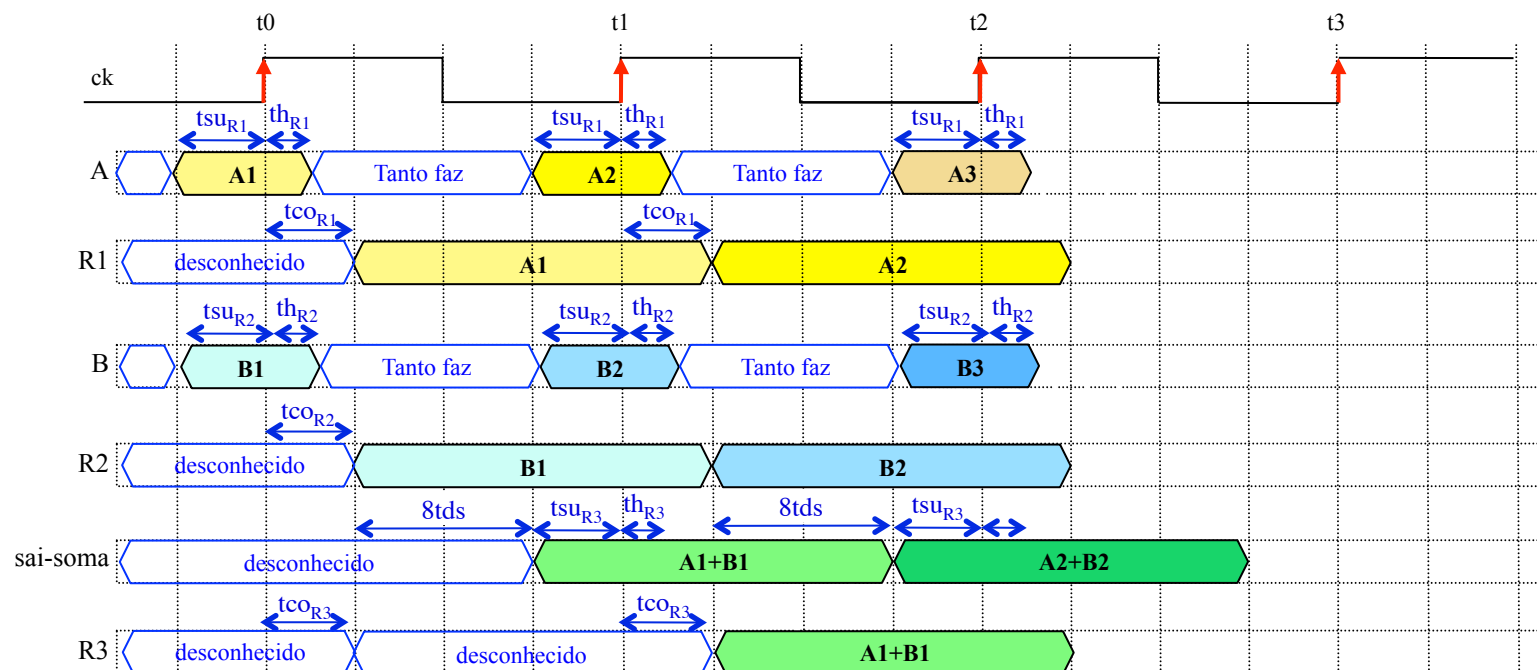 t0 t1 t2 t3
ck
tsuR1 thR1 tsuR1 thR1 tsuR1 thR1
A A1 Tanto faz A2 Tanto faz A3
tcoR1 tcoR1
R1 desconhecido A1 A2
tsuR2 thR2 tsuR2 thR2 tsuR2 thR2
B B1 Tanto faz B2 Tanto faz B3
tcoR2
R2 desconhecido B1 B2
8tds tsuR3 thR3 8tds tsuR3
sai-soma desconhecido A1+B1 A2+B2
tcoR3 tcoR3
R3 desconhecido desconhecido A1+B1